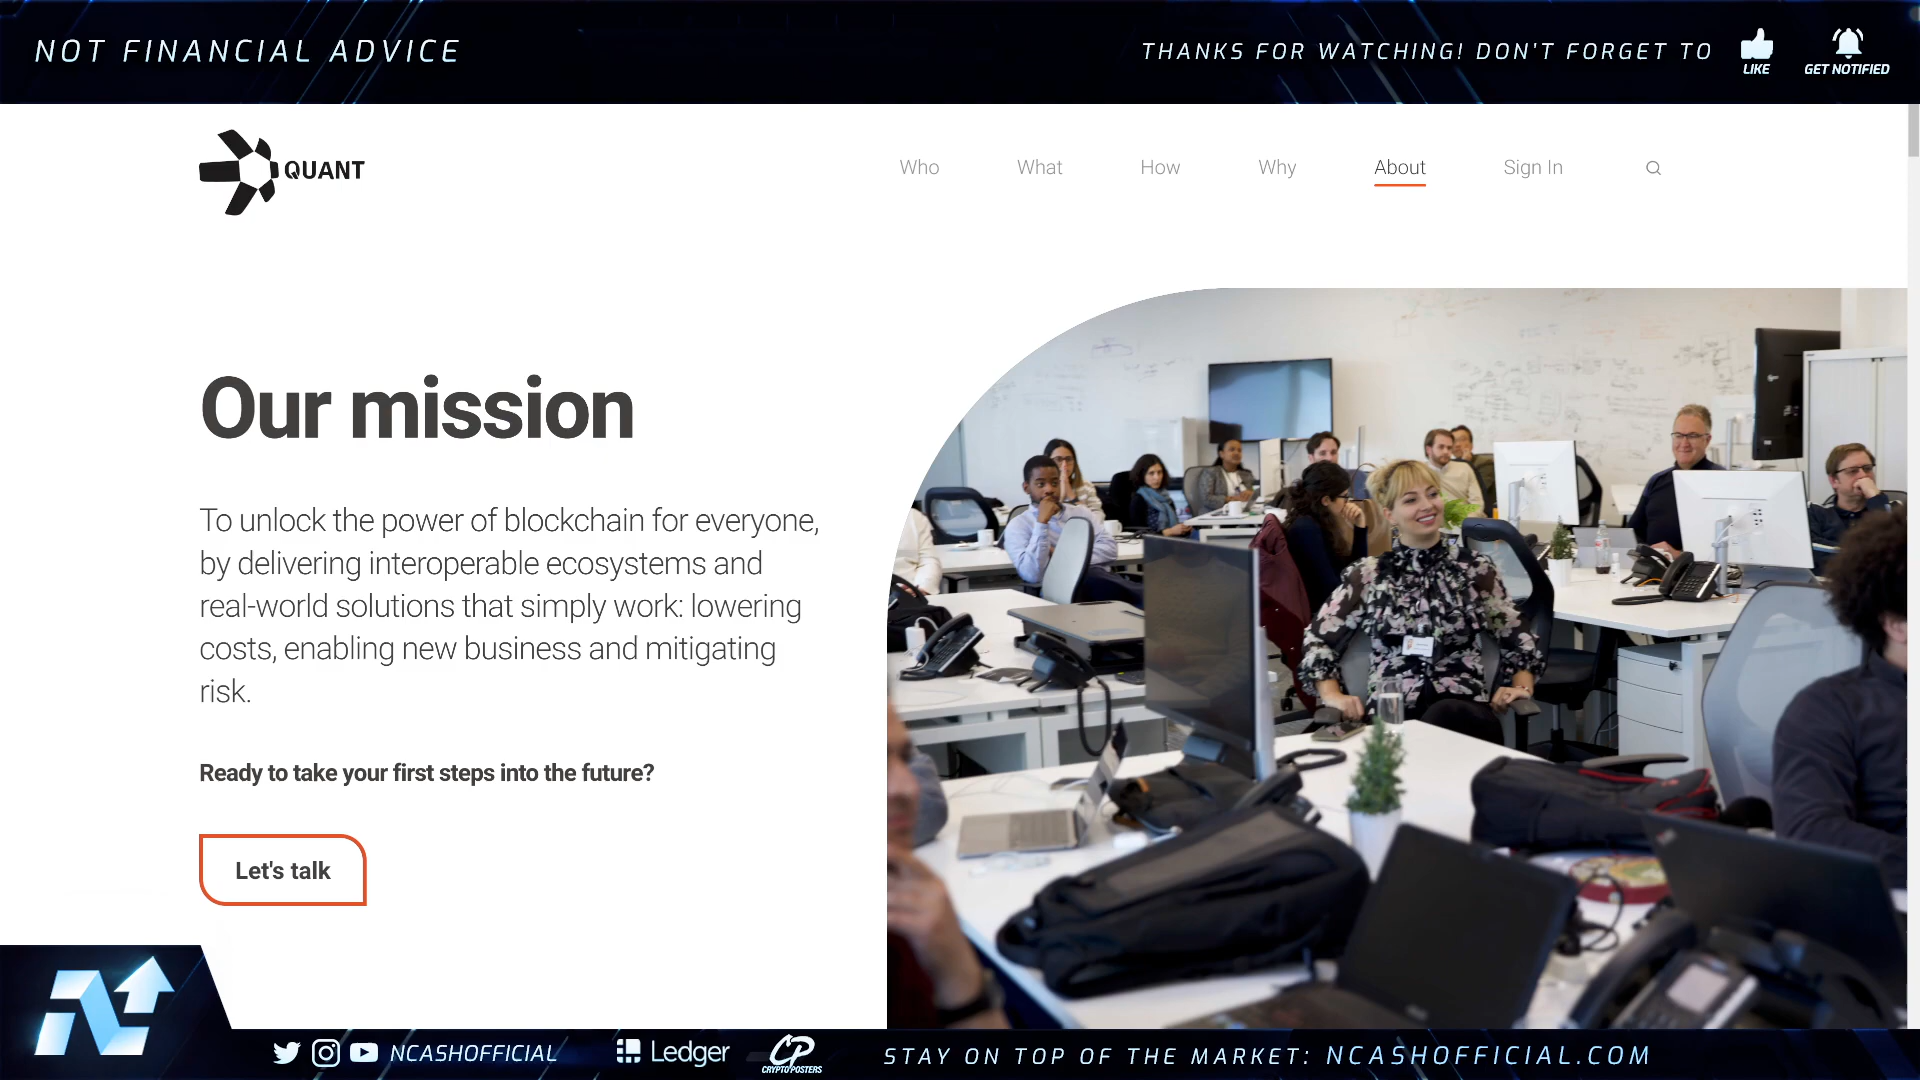 NOT FINANCIAL ADVICE
THANKS FOR WATCHING! DON'T FORGET TO
LIKE
GET NOTIFIED
QUANT
Who
What
How
Why
About
Sign In
Our mission
To unlock the power of blockchain for everyone,
by delivering interoperable ecosystems and
real-world solutions that simply work: lowering
costs, enabling new business and mitigating
risk.
Ready to take your first steps into the future?
Let's talk
NCASHOFFICIAL
Ledger
CP
CRYPTO POSTERS
STAY ON TOP OF THE MARKET: NCASHOFFICIAL.COM